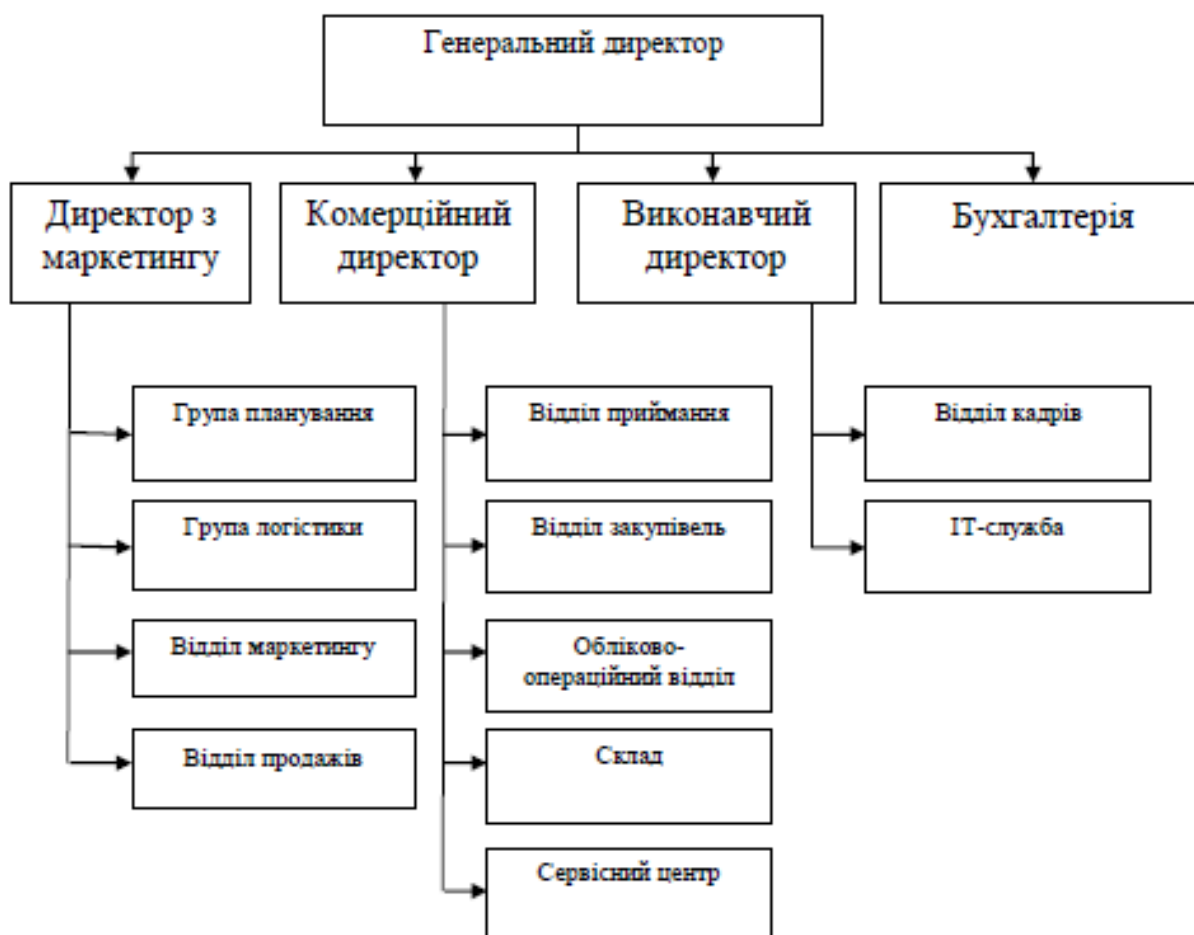 Генеральний директор
Директор з
маркетингу
Комерційний
директор
Виконавчий
директор
Бухгалтерія
Група планування
Відділ приймання
Відділ кадрів
Група логістики
Відділ закупівель
ІТ-служба
Відділ маркетингу
Обліково-
операційний відділ
Відділ продажів
Склад
Сервісний центр